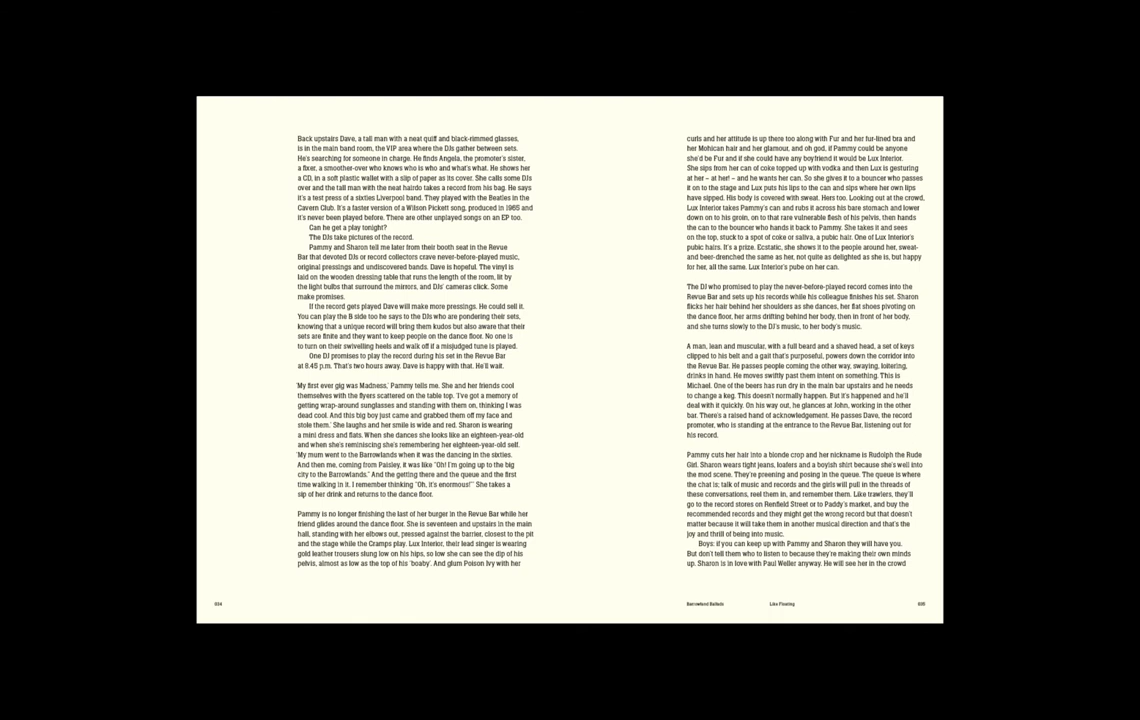 Back upstairs Dave, a tall man with a neat quiff and black-rimmed glasses,
is in the main band room, the VIP area where the DJs gather between sets.
He's searching for someone in charge. He finds Angela, the promoter's sister,
a fixer, a smoother-over who knows who is who and what's what. He shows her
a CD, in a soft plastic wallet with a slip of paper as its cover. She calls some DJs
over and the tall man with the neat hairdo takes a record from his bag. He says
it's a test press of a sixties Liverpool band. They played with the Beatles in the
Cavern Club. It's a faster version of a Wilson Pickett song, produced in 1965 and
it's never been played before. There are other unplayed songs on an EP too.
Can he get a play tonight?
The DJs take pictures of the record.
Pammy and Sharon tell me later from their booth seat in the Revue
Bar that devoted DJs or record collectors crave never-before-played music,
original pressings and undiscovered bands. Dave is hopeful. The vinyl is
laid on the wooden dressing table that runs the length of the room, lit by
the light bulbs that surround the mirrors, and DJs' cameras click. Some
make promises.
If the record gets played Dave will make more pressings. He could sell it.
You can play the B side too he says to the DJs who are pondering their sets,
knowing that a unique record will bring them kudos but also aware that their
sets are finite and they want to keep people on the dance floor. No one is
to turn on their swivelling heels and walk off if a misjudged tune is played.
One DJ promises to play the record during his set in the Revue Bar
at 8.45 p.m. That's two hours away. Dave is happy with that. He'll wait.
'My first ever gig was Madness,' Pammy tells me. She and her friends cool
themselves with the flyers scattered on the table top. 'I've got a memory of
getting wrap-around sunglasses and standing with them on, thinking I was
dead cool. And this big boy just came and grabbed them off my face and
stole them.' She laughs and her smile is wide and red. Sharon is wearing
a mini dress and flats. When she dances she looks like an eighteen-year-old
and when she's reminiscing she's remembering her eighteen-year-old self.
'My mum went to the Barrowlands when it was the dancing in the sixties.
And then me, coming from Paisley, it was like "Oh! I'm going up to the big
city to the Barrowlands." And the getting there and the queue and the first
time walking in it. I remember thinking "Oh, it's enormous!"' She takes a
sip of her drink and returns to the dance floor.
Pammy is no longer finishing the last of her burger in the Revue Bar while her
friend glides around the dance floor. She is seventeen and upstairs in the main
hall, standing with her elbows out, pressed against the barrier, closest to the pit
and the stage while the Cramps play. Lux Interior, their lead singer is wearing
gold leather trousers slung low on his hips, so low she can see the dip of his
pelvis, almost as low as the top of his 'boaby'. And glum Poison Ivy with her
034
curls and her attitude is up there too along with Fur and her fur-lined bra and
her Mohican hair and her glamour, and oh god, if Pammy could be anyone
she'd be Fur and if she could have any boyfriend it would be Lux Interior.
She sips from her can of coke topped up with vodka and then Lux is gesturing
at her – at her! – and he wants her can. So she gives it to a bouncer who passes
it on to the stage and Lux puts his lips to the can and sips where her own lips
have sipped. His body is covered with sweat. Hers too. Looking out at the crowd,
Lux Interior takes Pammy's can and rubs it across his bare stomach and lower
down on to his groin, on to that rare vulnerable flesh of his pelvis, then hands
the can to the bouncer who hands it back to Pammy. She takes it and sees
on the top, stuck to a spot of coke or saliva, a pubic hair. One of Lux Interior's
pubic hairs. It's a prize. Ecstatic, she shows it to the people around her, sweat-
and beer-drenched the same as her, not quite as delighted as she is, but happy
for her, all the same. Lux Interior's pube on her can.
The DJ who promised to play the never-before-played record comes into the
Revue Bar and sets up his records while his colleague finishes his set. Sharon
flicks her hair behind her shoulders as she dances, her flat shoes pivoting on
the dance floor, her arms drifting behind her body, then in front of her body,
and she turns slowly to the DJ's music, to her body's music.
A man, lean and muscular, with a full beard and a shaved head, a set of keys
clipped to his belt and a gait that's purposeful, powers down the corridor into
the Revue Bar. He passes people coming the other way, swaying, loitering,
drinks in hand. He moves swiftly past them intent on something. This is
Michael. One of the beers has run dry in the main bar upstairs and he needs
to change a keg. This doesn't normally happen. But it's happened and he'll
deal with it quickly. On his way out, he glances at John, working in the other
bar. There's a raised hand of acknowledgement. He passes Dave, the record
promoter, who is standing at the entrance to the Revue Bar, listening out for
his record.
Pammy cuts her hair into a blonde crop and her nickname is Rudolph the Rude
Girl. Sharon wears tight jeans, loafers and a boyish shirt because she's well into
the mod scene. They're preening and posing in the queue. The queue is where
the chat is; talk of music and records and the girls will pull in the threads of
these conversations, reel them in, and remember them. Like trawlers, they'll
go to the record stores on Renfield Street or to Paddy's market, and buy the
recommended records and they might get the wrong record but that doesn't
matter because it will take them in another musical direction and that's the
joy and thrill of being into music.
Boys: if you can keep up with Pammy and Sharon they will have you.
But don't tell them who to listen to because they're making their own minds
up. Sharon is in love with Paul Weller anyway. He will see her in the crowd
Barrowland Ballads Like Floating 035